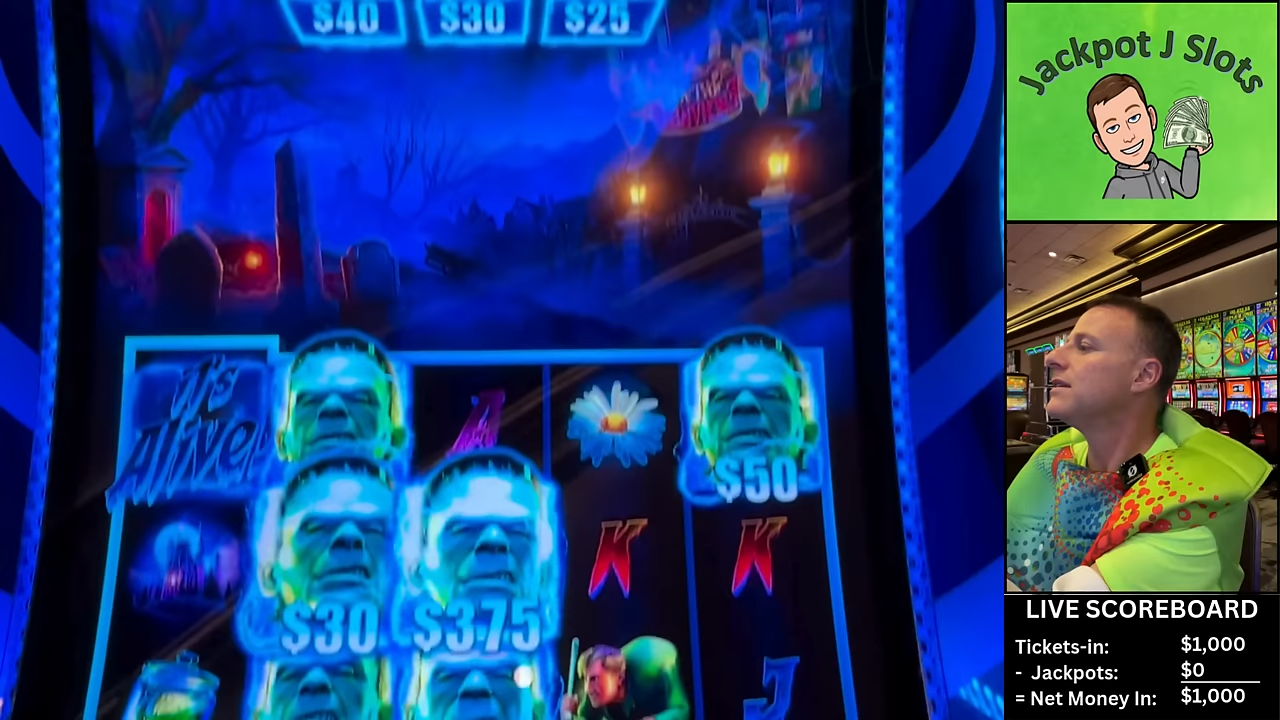 $40 $30 $25
Jackpot J Slots
It's
Alive!
$50
K K
$30 $375
J
LIVE SCOREBOARD
Tickets-in: $1,000
- Jackpots: $0
= Net Money In: $1,000